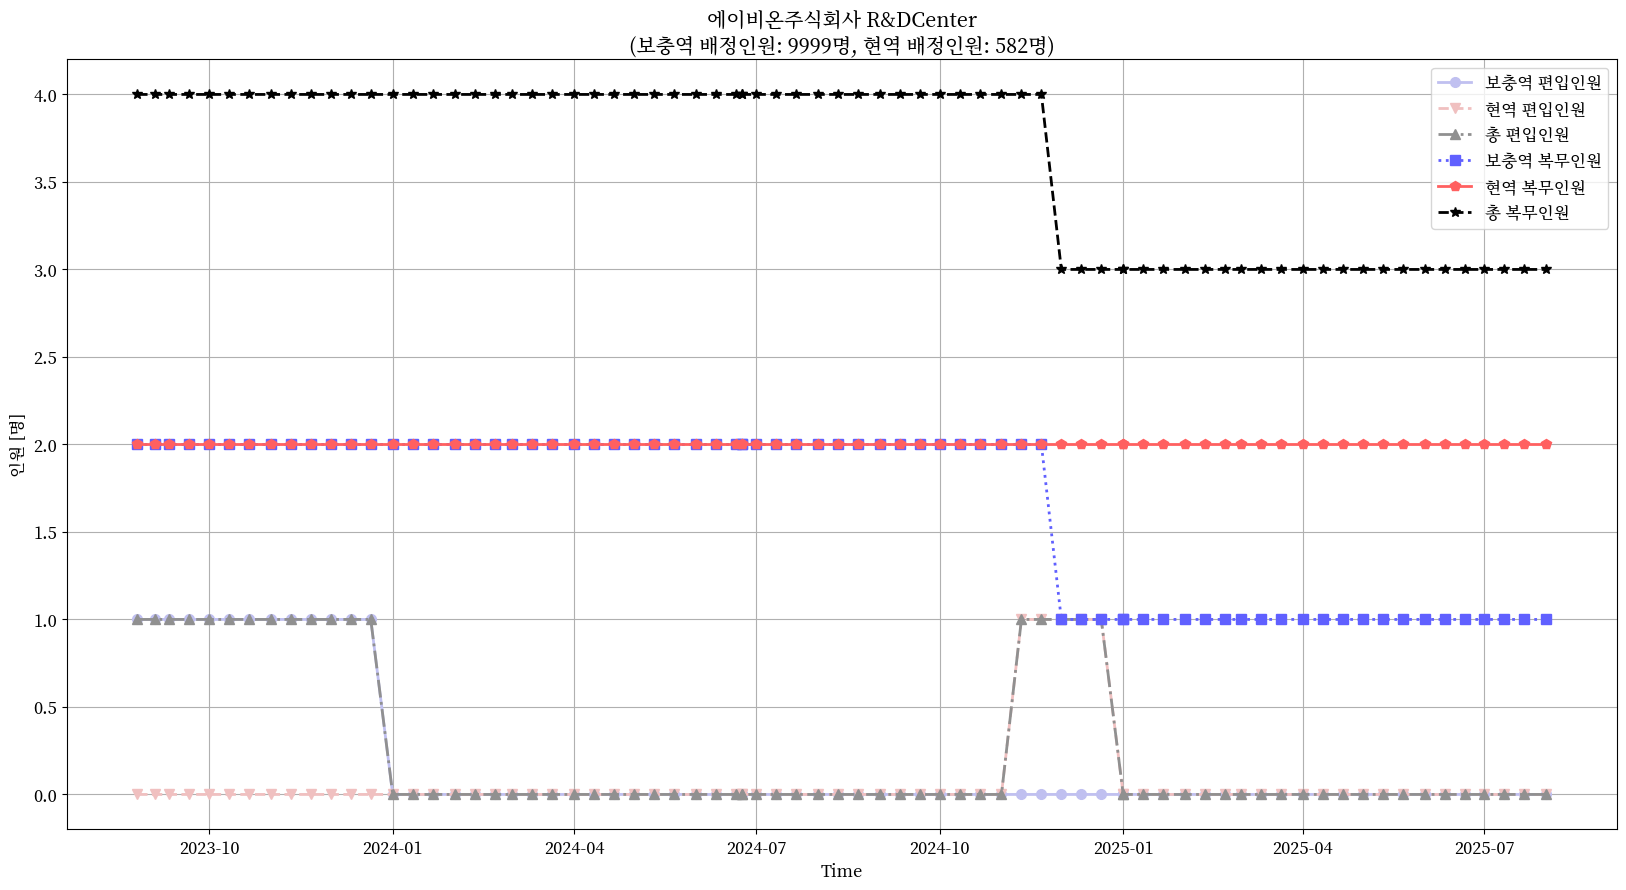 에이비온주식회사 R&DCenter
(보충역 배정인원: 9999명, 현역 배정인원: 582명)
보충역 편입인원
현역 편입인원
총 편입인원
보충역 복무인원
현역 복무인원
총 복무인원
4.0
3.5
3.0
2.5
2.0
1.5
1.0
0.5
0.0
인원 [명]
2023-10
2024-01
2024-04
2024-07
2024-10
2025-01
2025-04
2025-07
Time